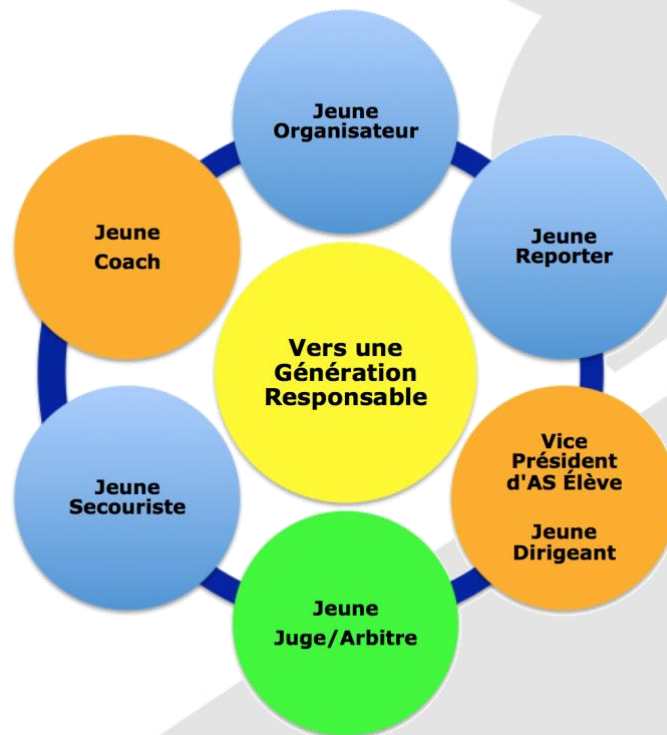 Jeune
Organisateur
Jeune
Reporter
Jeune
Coach
Vers une
Génération
Responsable
Vice
Président
d'AS Élève
Jeune
Dirigeant
Jeune
Secouriste
Jeune
Juge/Arbitre